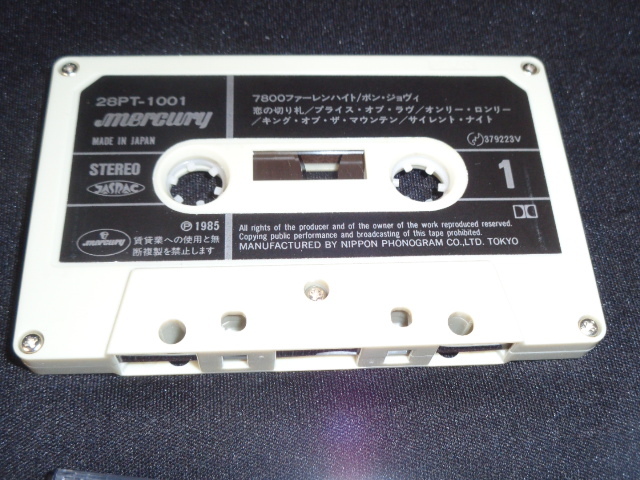 28PT-1001
mercury
MADE IN JAPAN
STEREO
JASRAC
mercury
7800ファーレンハイト/ボン・ジョヴィ
恋の切り札/プライス・オブ・ラヴ/オンリー・ロンリー
/キング・オブ・ザ・マウンテン/サイレント・ナイト
379223V
1
Ⓟ1985
賃貸業への使用と無
断複製を禁止します
All rights of the producer and of the owner of the work reproduced reserved.
Copying public performance and broadcasting of this tape prohibited.
MANUFACTURED BY NIPPON PHONOGRAM CO.,LTD. TOKYO